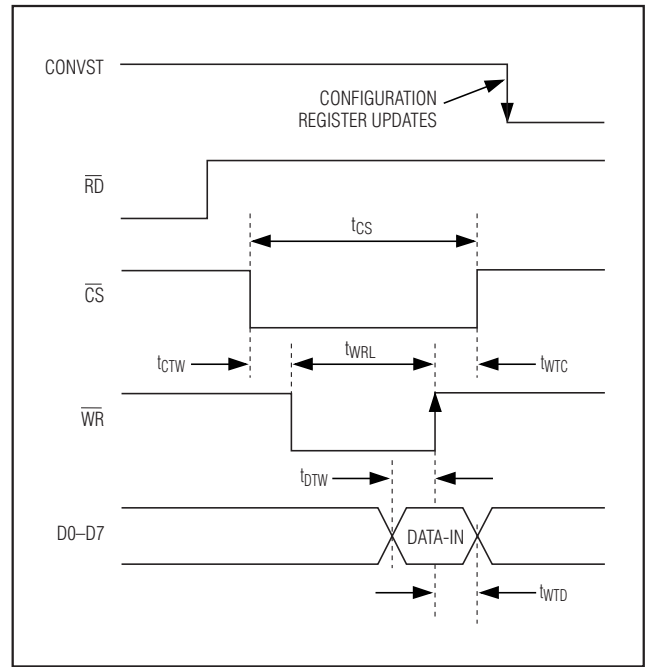 CONVST
CONFIGURATION
REGISTER UPDATES
RD
tCS
CS
tCTW
tWRL
tWTC
WR
tDTW
D0–D7
DATA-IN
tWTD